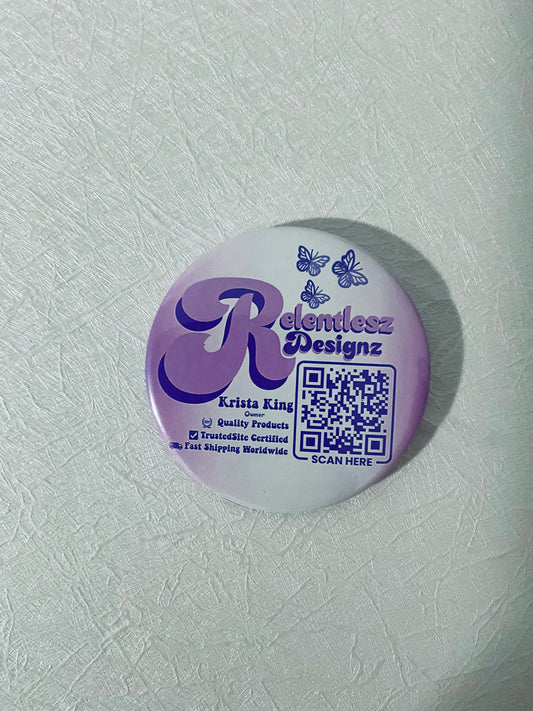 Relentlesz
Designz
Krista King
Owner
Quality Products
TrustedSite Certified
Fast Shipping Worldwide
SCAN HERE